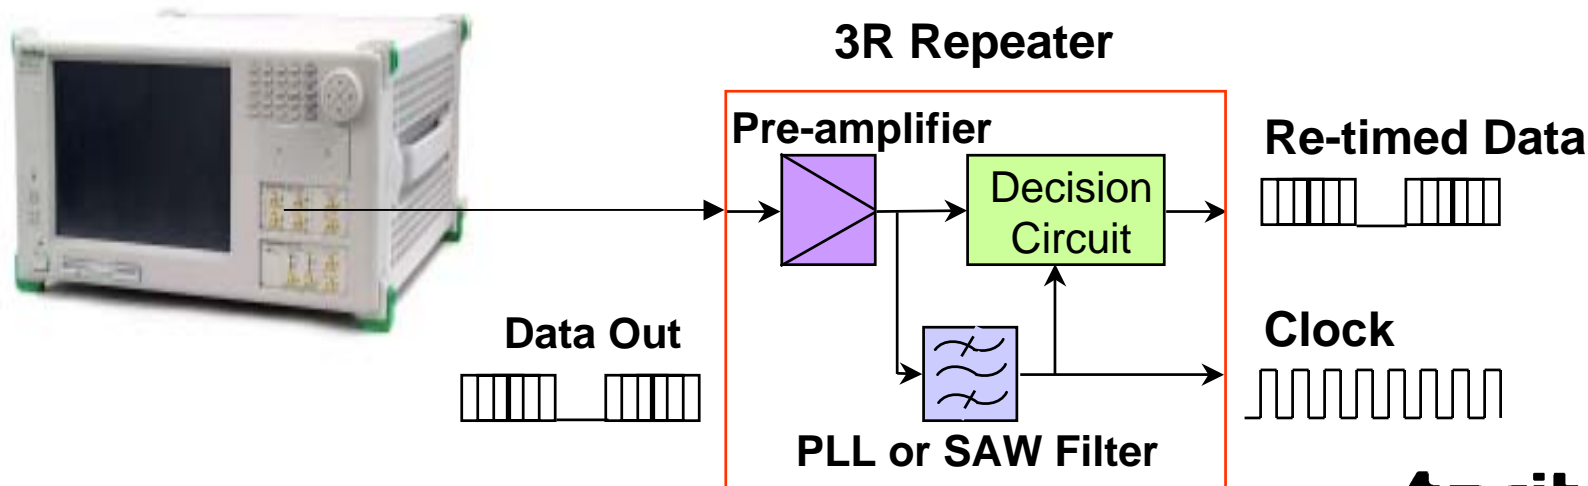 3R Repeater
Pre-amplifier
Re-timed Data
Decision
Circuit
Data Out
Clock
PLL or SAW Filter